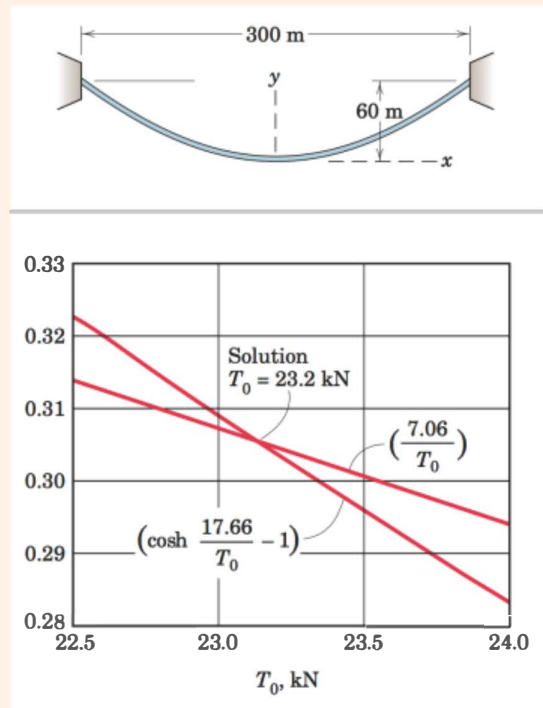 300 m
y
60 m
x
0.33
0.32
0.31
0.30
0.29
0.28
Solution
T₀ = 23.2 kN
(7.06/T₀)
(cosh 17.66/T₀ − 1)
22.5 23.0 23.5 24.0
T₀, kN